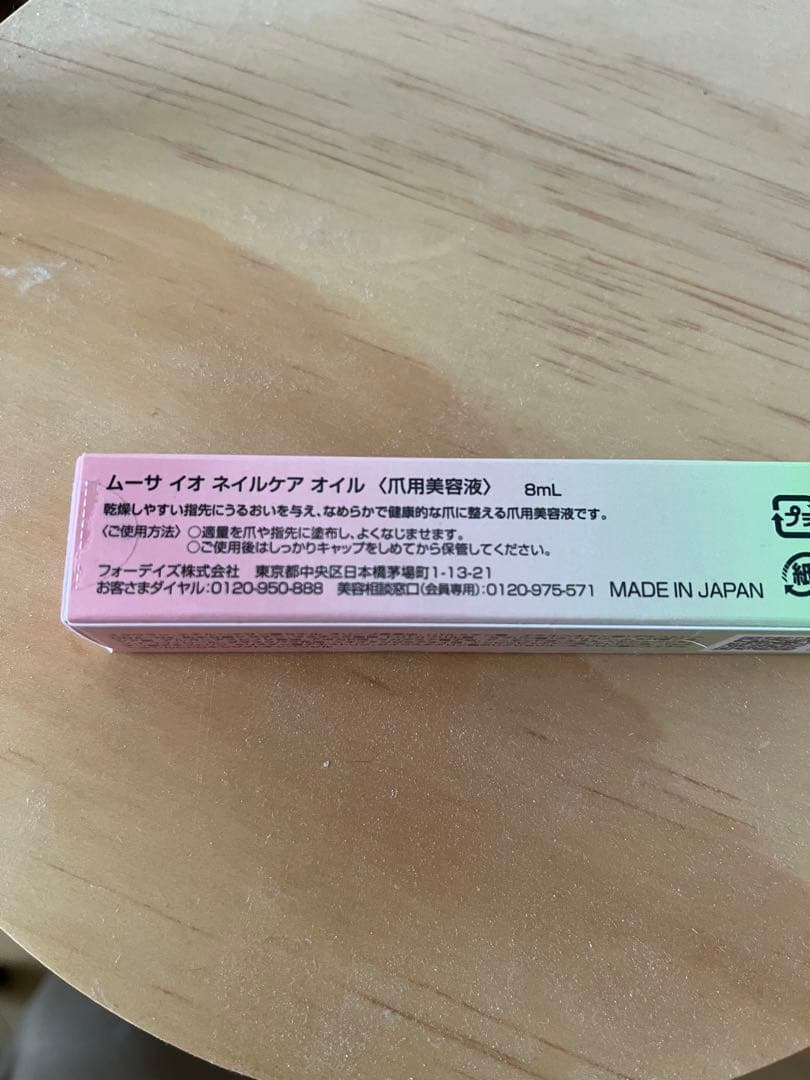 ムーサ イオ ネイルケア オイル 〈爪用美容液〉 8mL
乾燥しやすい指先にうるおいを与え、なめらかで健康的な爪に整える爪用美容液です。
〈ご使用方法〉○適量を爪や指先に塗布し、よくなじませます。
○ご使用後はしっかりキャップをしめてから保管してください。
フォーデイズ株式会社 東京都中央区日本橋茅場町1-13-21
お客さまダイヤル:0120-950-888 美容相談窓口(会員専用):0120-975-571 MADE IN JAPAN
プラ
紙